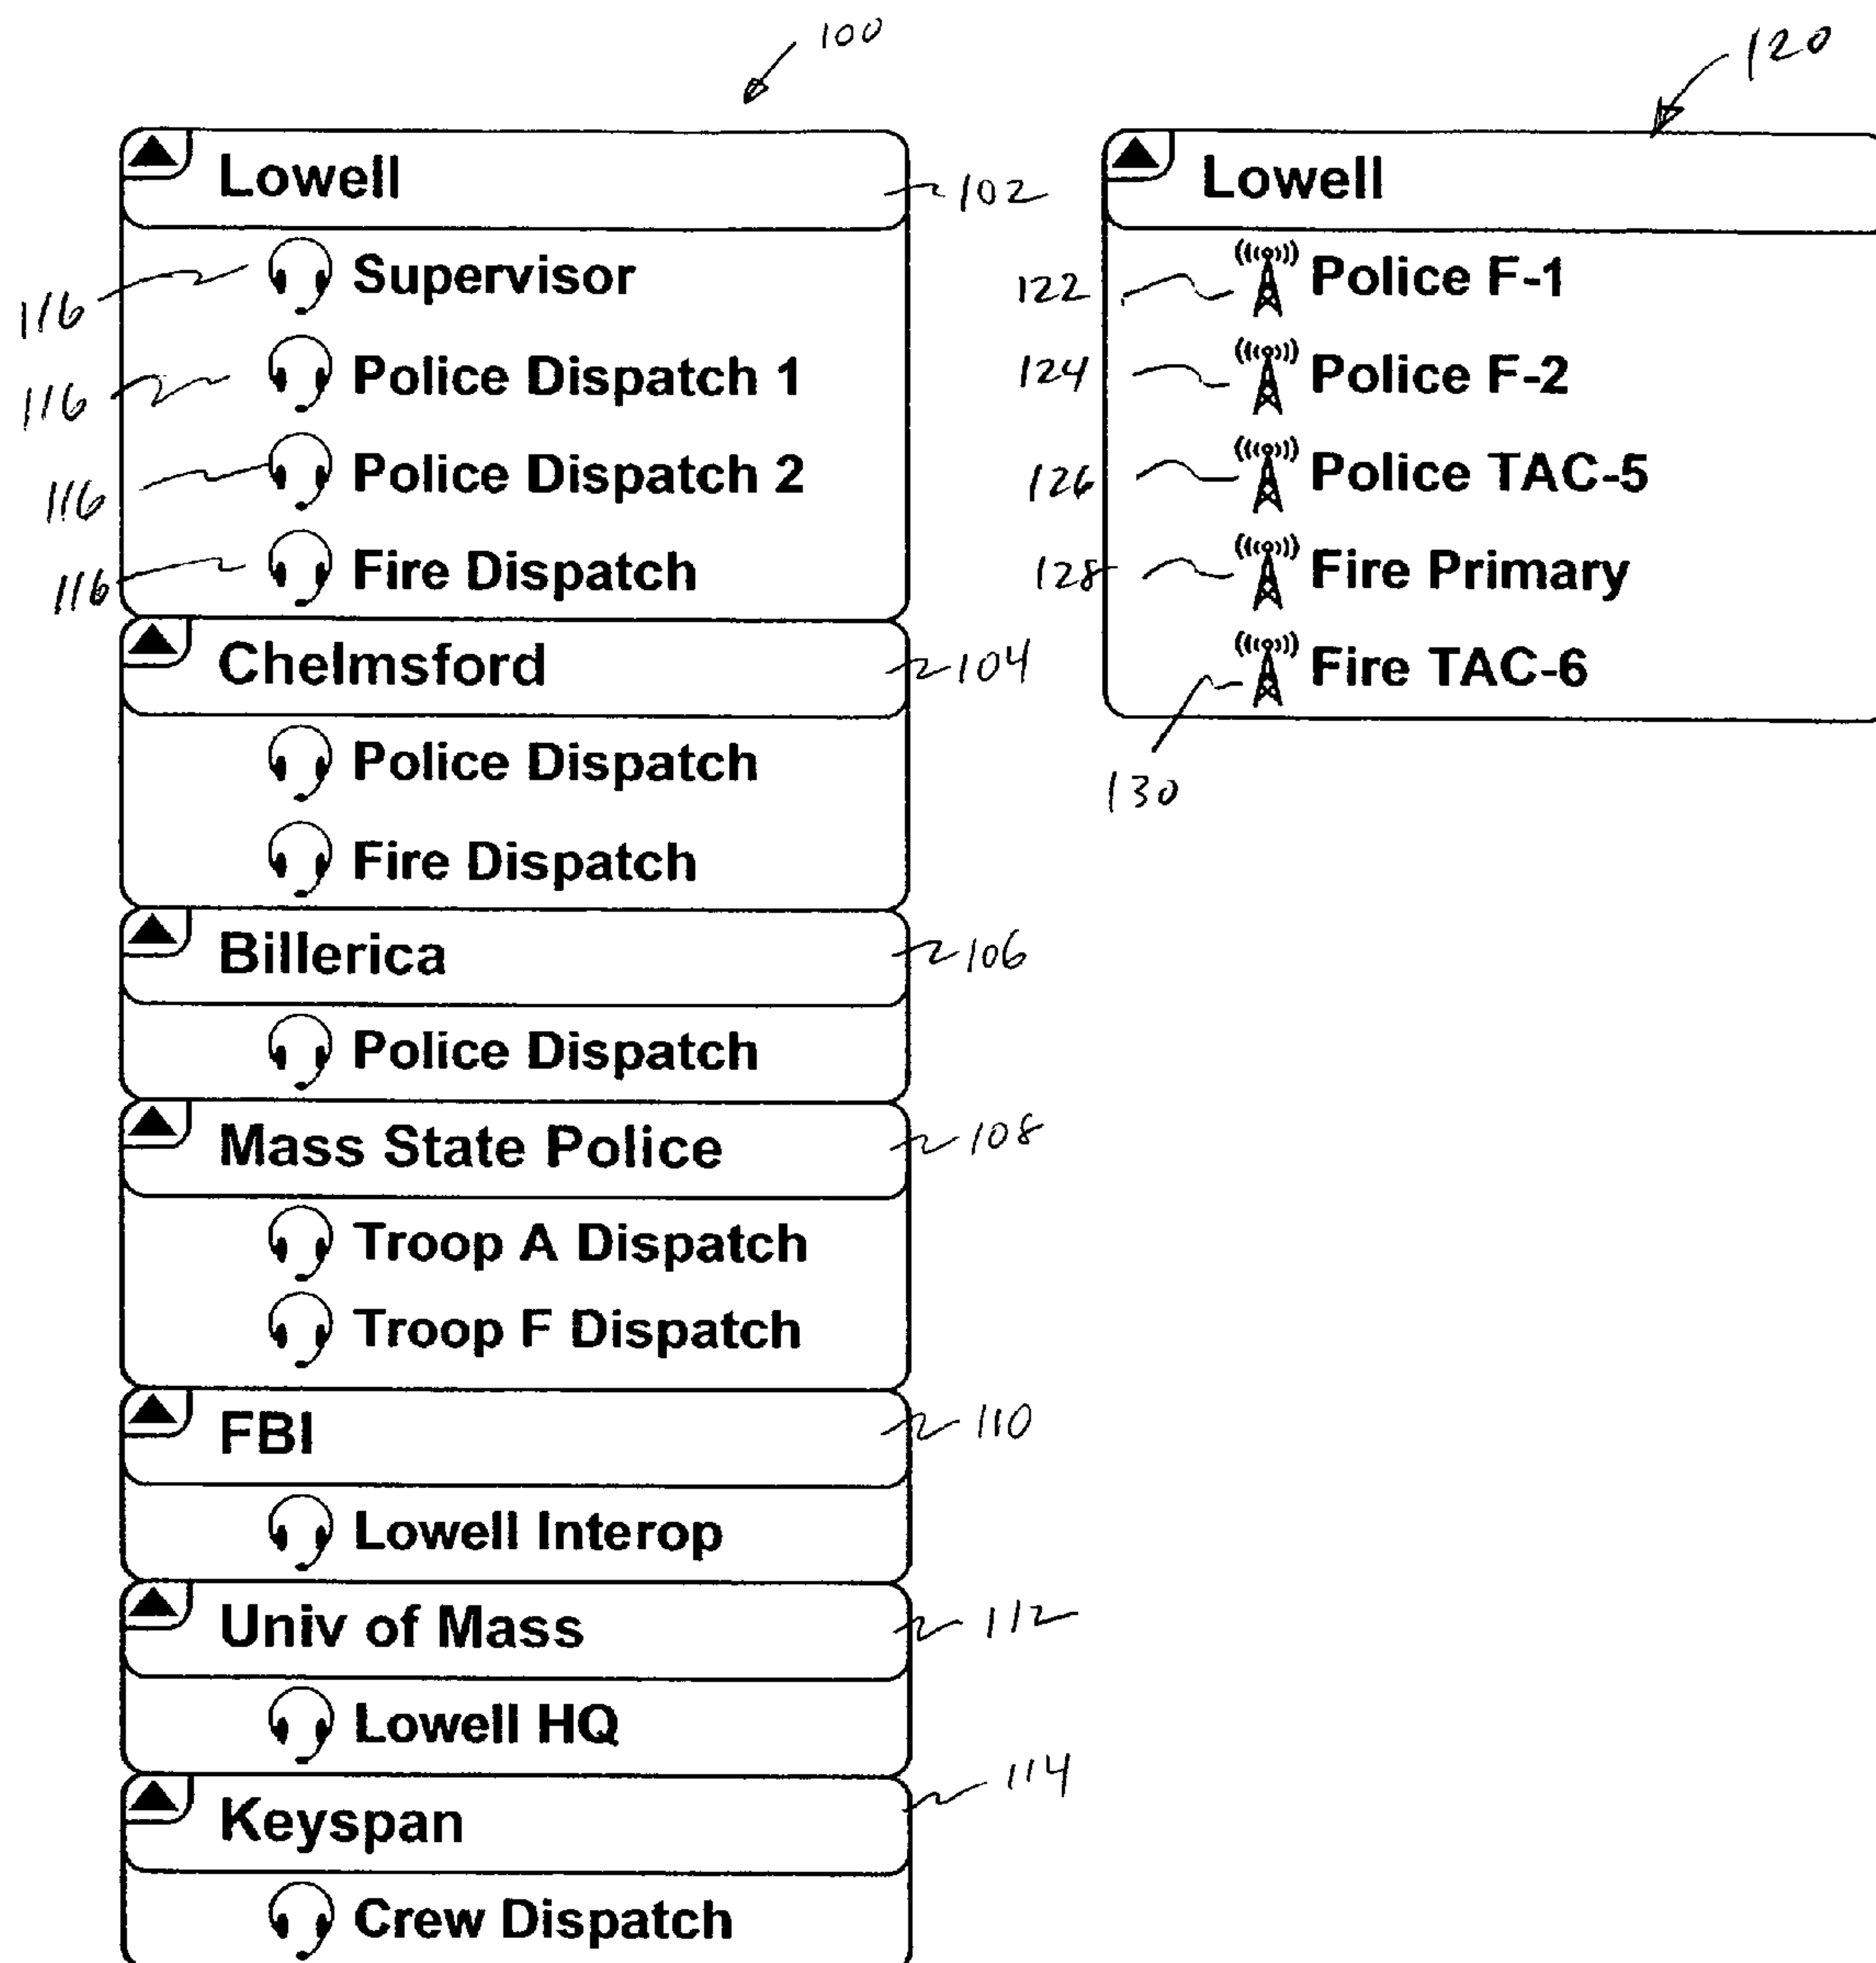 100
Lowell
102
116 Supervisor
116 Police Dispatch 1
116 Police Dispatch 2
116 Fire Dispatch
Chelmsford
104
Police Dispatch
Fire Dispatch
Billerica
106
Police Dispatch
Mass State Police
108
Troop A Dispatch
Troop F Dispatch
FBI
110
Lowell Interop
Univ of Mass
112
Lowell HQ
114
Keyspan
Crew Dispatch
120
Lowell
122 Police F-1
124 Police F-2
126 Police TAC-5
128 Fire Primary
Fire TAC-6
130